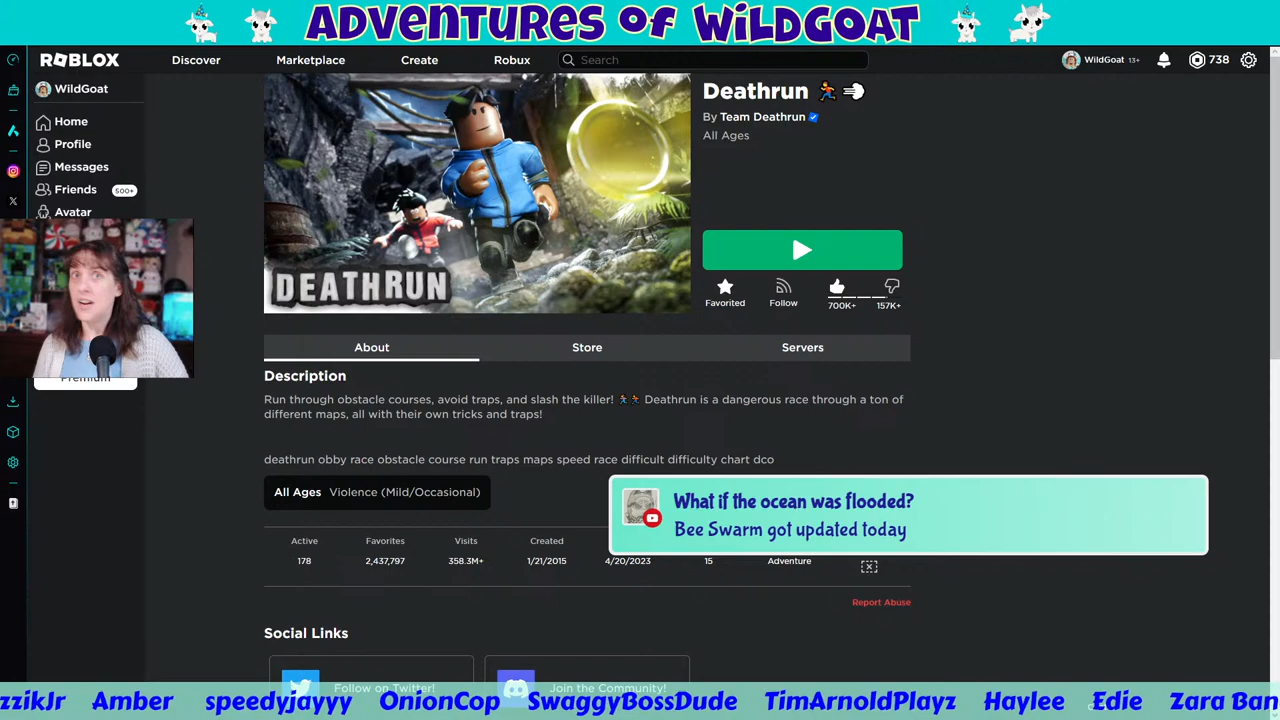 ADVENTURES OF WiLDGOAT
ROBLOX
Discover
Marketplace
Create
Robux
Search
WildGoat 13+
738
WildGoat
Home
Profile
Messages
Friends
500+
Avatar
Premium
DEATHRUN
Deathrun 🏃💨
By Team Deathrun
All Ages
Favorited
Follow
700K+
157K+
About
Store
Servers
Description
Run through obstacle courses, avoid traps, and slash the killer! 🏃🏃 Deathrun is a dangerous race through a ton of
different maps, all with their own tricks and traps!
deathrun obby race obstacle course run traps maps speed race difficult difficulty chart dco
All Ages Violence (Mild/Occasional)
What if the ocean was flooded?
Bee Swarm got updated today
Active
Favorites
Visits
Created
178
2,437,797
358.3M+
1/21/2015
4/20/2023
15
Adventure
Report Abuse
Social Links
Follow on Twitter!
Join the Community!
zzikJr Amber speedyjayyy OnionCop SwaggyBossDude TimArnoldPlayz Haylee Edie Zara Ban